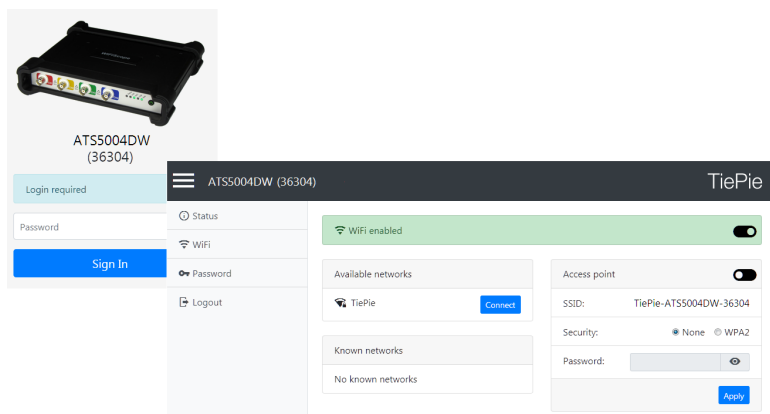 ATS5004DW
(36304)
Login required
Password
Sign In
ATS5004DW (36304)
TiePie
Status
WiFi
Password
Logout
WiFi enabled
Available networks
TiePie
Connect
Known networks
No known networks
Access point
SSID: TiePie-ATS5004DW-36304
Security: None WPA2
Password:
Apply